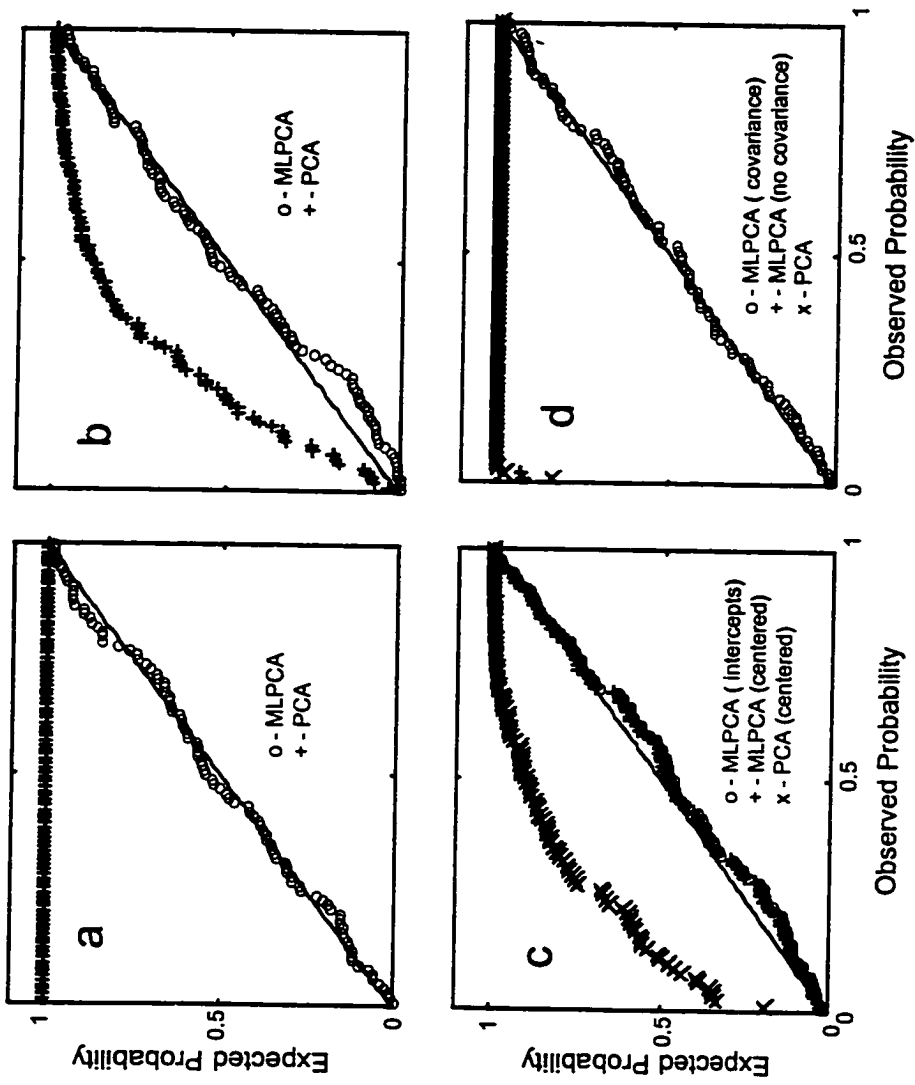 Expected Probability
1
0.5
0
a
o - MLPCA
+ - PCA
b
o - MLPCA
+ - PCA
Expected Probability
1
0.5
0
c
o - MLPCA ( intercepts)
+ - MLPCA (centered)
x - PCA (centered)
0
0.5
1
Observed Probability
d
o - MLPCA ( covariance)
+ - MLPCA (no covariance)
x - PCA
0
0.5
1
Observed Probability